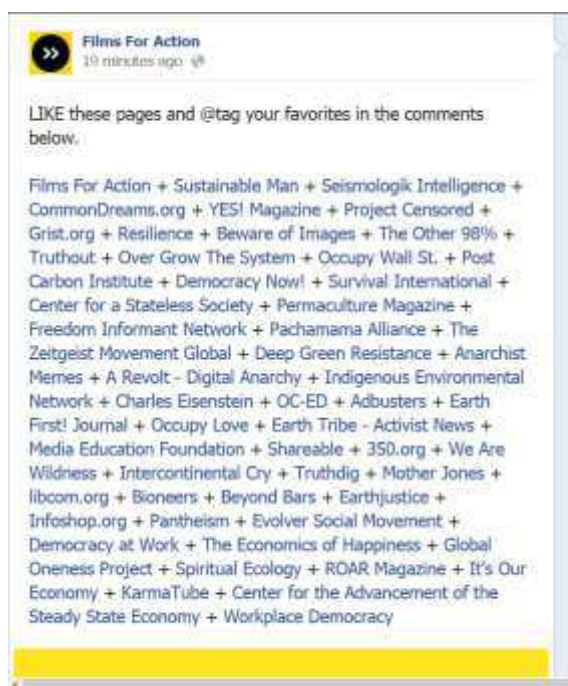 Films For Action
19 minutes ago
LIKE these pages and @tag your favorites in the comments
below.
Films For Action + Sustainable Man + Seismologik Intelligence +
CommonDreams.org + YES! Magazine + Project Censored +
Grist.org + Resilience + Beware of Images + The Other 98% +
Truthout + Over Grow The System + Occupy Wall St. + Post
Carbon Institute + Democracy Now! + Survival International +
Center for a Stateless Society + Permaculture Magazine +
Freedom Informant Network + Pachamama Alliance + The
Zeitgeist Movement Global + Deep Green Resistance + Anarchist
Memes + A Revolt - Digital Anarchy + Indigenous Environmental
Network + Charles Eisenstein + OC-ED + Adbusters + Earth
First! Journal + Occupy Love + Earth Tribe - Activist News +
Media Education Foundation + Shareable + 350.org + We Are
Wildness + Intercontinental Cry + Truthdig + Mother Jones +
libcom.org + Bioneers + Beyond Bars + Earthjustice +
Infoshop.org + Pantheism + Evolver Social Movement +
Democracy at Work + The Economics of Happiness + Global
Oneness Project + Spiritual Ecology + ROAR Magazine + It's Our
Economy + KarmaTube + Center for the Advancement of the
Steady State Economy + Workplace Democracy